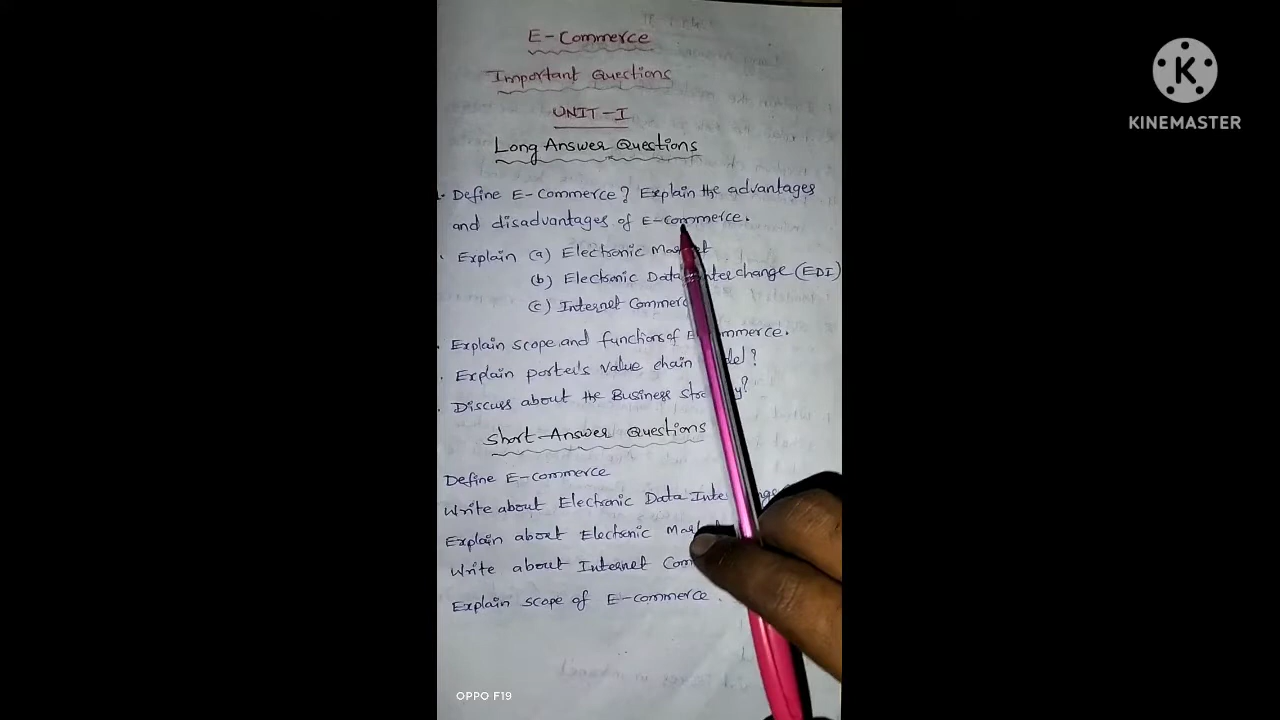 E-Commerce
Important Questions
UNIT-I
Long Answer Questions
Define E-Commerce? Explain the advantages
and disadvantages of E-commerce.
Explain (a) Electronic
(b) Electronic Data change (EDI)
(c) Internet
Explain scope and functions of
Explain porter's value chain
Discuss about the Business
Short-Answer Questions
Define E-commerce
Write about Electronic Data
Explain about Electronic
Write about Internet
Explain scope of E-commerce.
OPPO F19
K
KINEMASTER